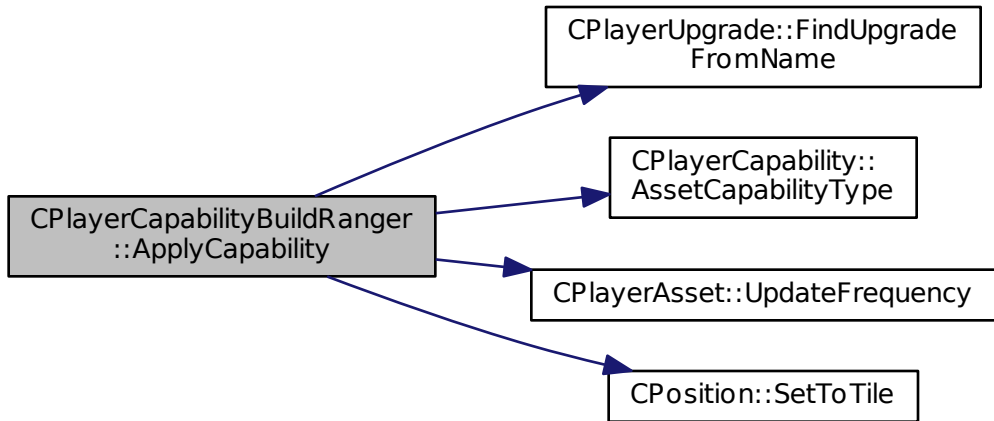 CPlayerCapabilityBuildRanger
::ApplyCapability
CPlayerUpgrade::FindUpgrade
FromName
CPlayerCapability::
AssetCapabilityType
CPlayerAsset::UpdateFrequency
CPosition::SetToTile